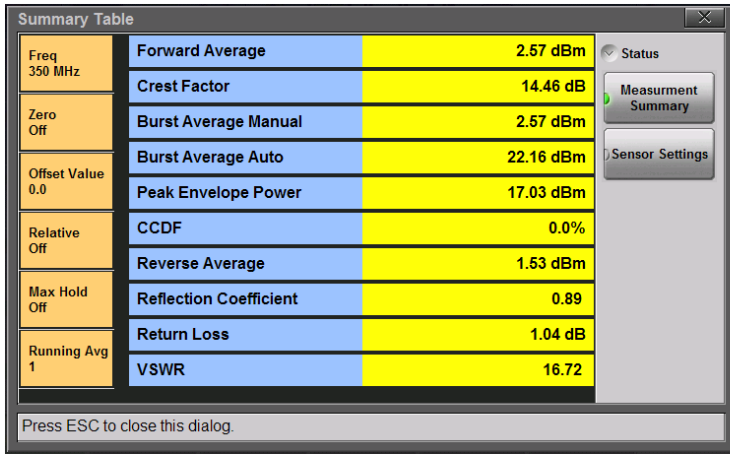 Summary Table
Freq
350 MHz
Zero
Off
Offset Value
0.0
Relative
Off
Max Hold
Off
Running Avg
1
Forward Average 2.57 dBm
Crest Factor 14.46 dB
Burst Average Manual 2.57 dBm
Burst Average Auto 22.16 dBm
Peak Envelope Power 17.03 dBm
CCDF 0.0%
Reverse Average 1.53 dBm
Reflection Coefficient 0.89
Return Loss 1.04 dB
VSWR 16.72
Status
Measurment
Summary
Sensor Settings
Press ESC to close this dialog.